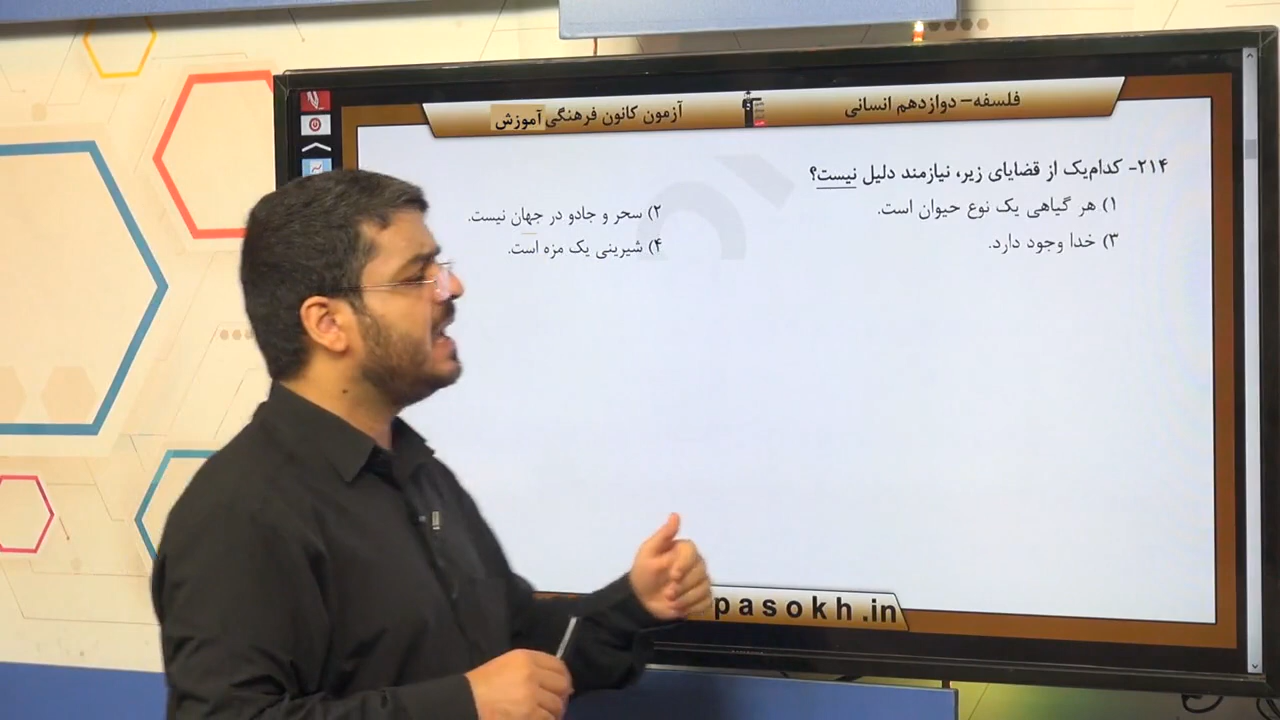 فلسفه- دوازدهم انسانی
آزمون کانون فرهنگی آموزش
۲۱۴- کدام‌یک از قضایای زیر، نیازمند دلیل نیست؟
۱) هر گیاهی یک نوع حیوان است.
۲) سحر و جادو در جهان نیست.
۳) خدا وجود دارد.
۴) شیرینی یک مزه است.
pasokh.in